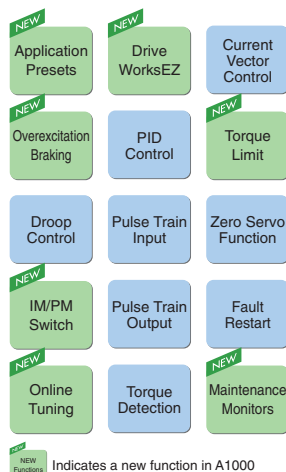 NEW
Application
Presets
NEW
Drive
WorksEZ
Current
Vector
Control
NEW
Overexcitation
Braking
PID
Control
NEW
Torque
Limit
Droop
Control
Pulse Train
Input
Zero Servo
Function
NEW
IM/PM
Switch
Pulse Train
Output
Fault
Restart
NEW
Online
Tuning
Torque
Detection
NEW
Maintenance
Monitors
NEW
NEW
Functions
Indicates a new function in A1000